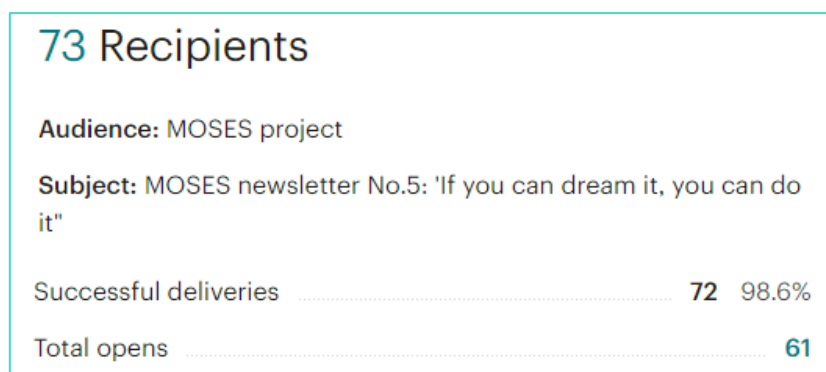 73 Recipients
Audience: MOSES project
Subject: MOSES newsletter No.5: 'If you can dream it, you can do
it"
Successful deliveries 72 98.6%
Total opens 61